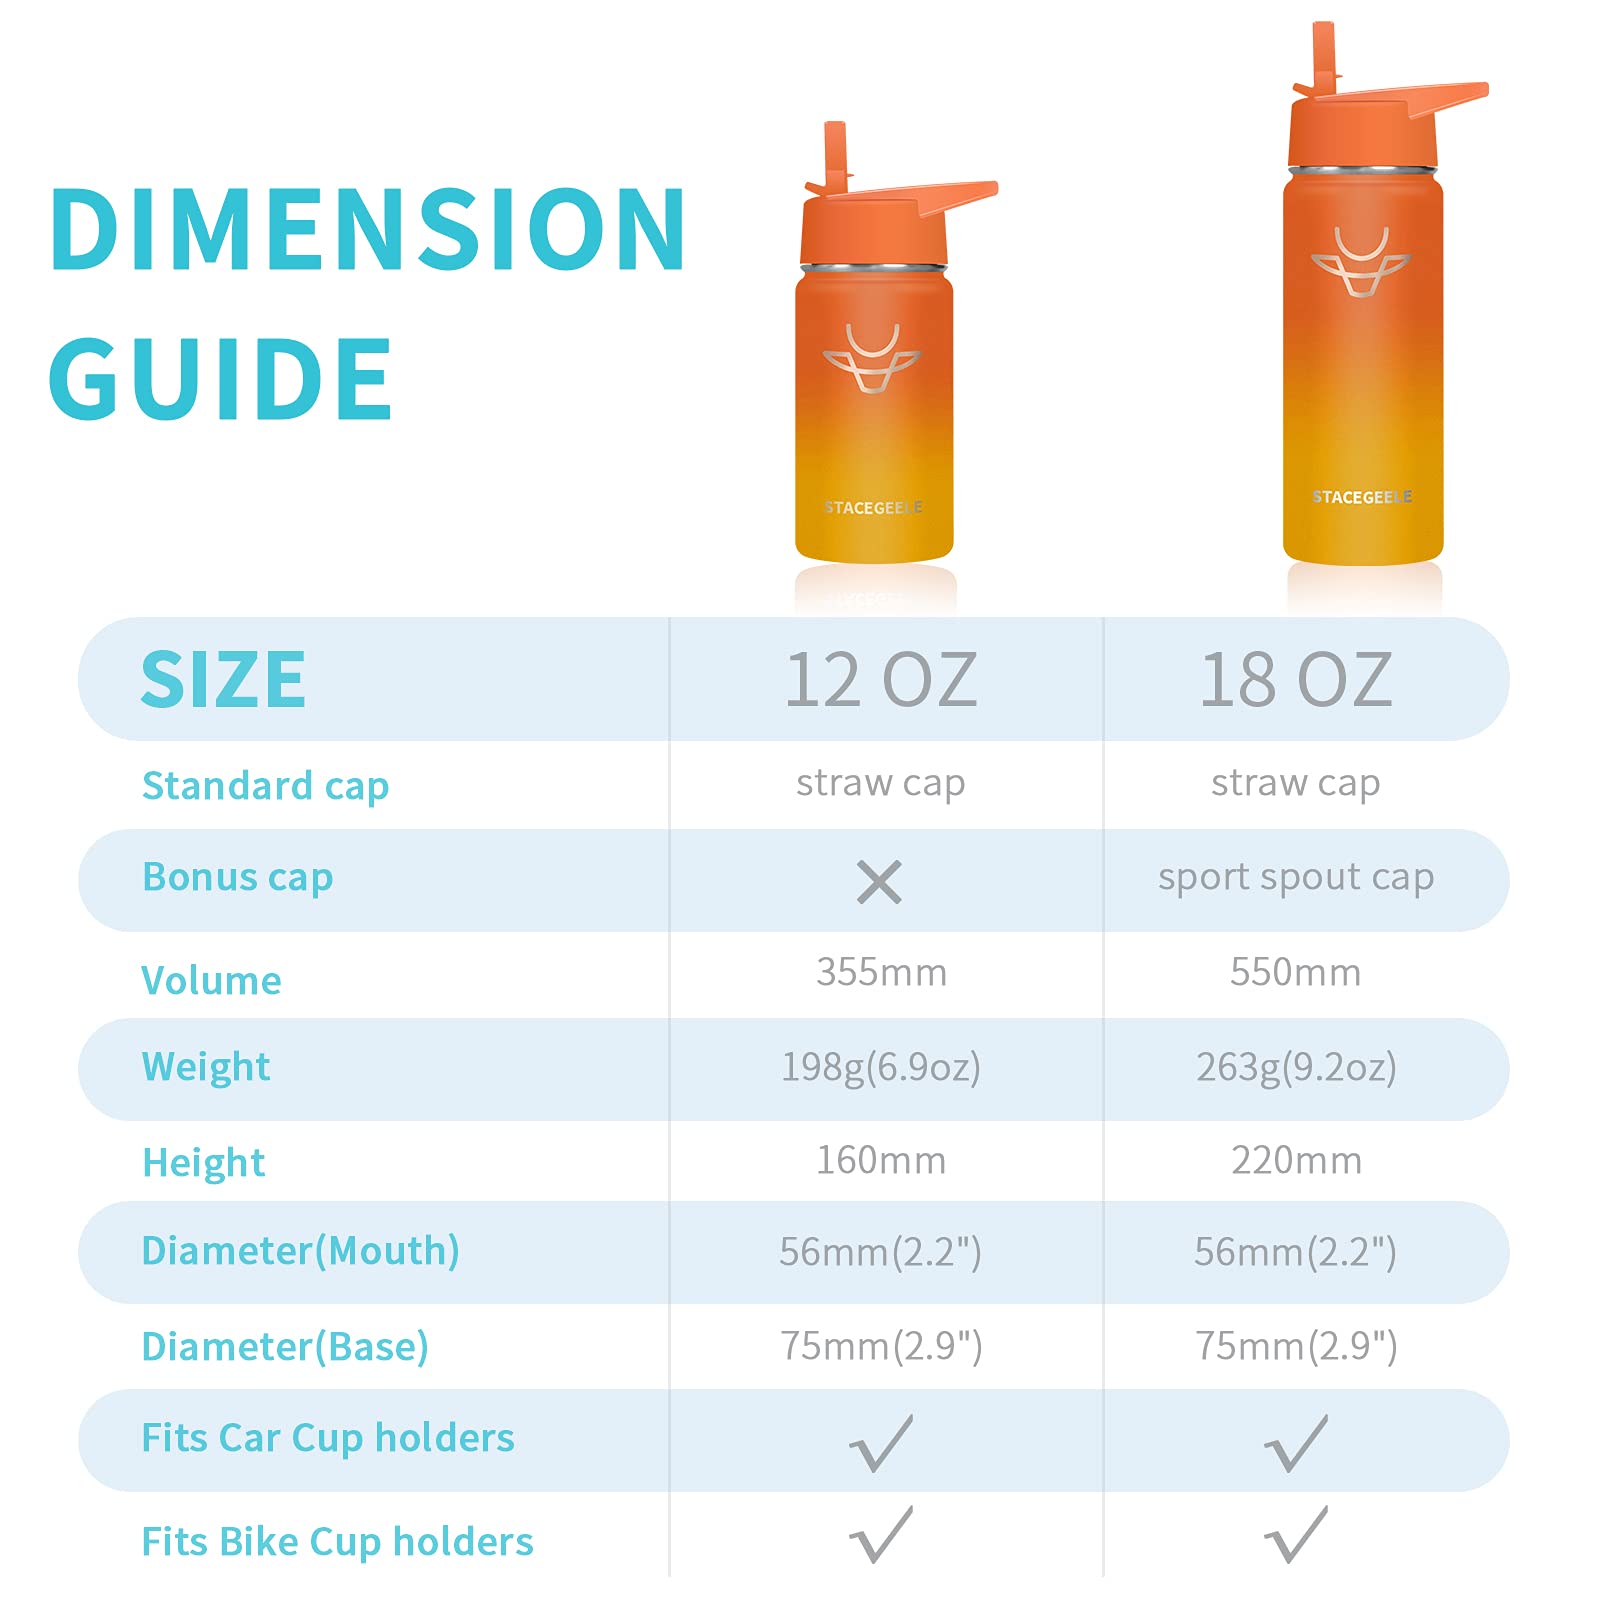 DIMENSION
GUIDE
STACEGEELE
STACEGEELE
SIZE 12 OZ 18 OZ
Standard cap straw cap straw cap
Bonus cap ✕ sport spout cap
Volume 355mm 550mm
Weight 198g(6.9oz) 263g(9.2oz)
Height 160mm 220mm
Diameter(Mouth) 56mm(2.2") 56mm(2.2")
Diameter(Base) 75mm(2.9") 75mm(2.9")
Fits Car Cup holders √ √
Fits Bike Cup holders √ √